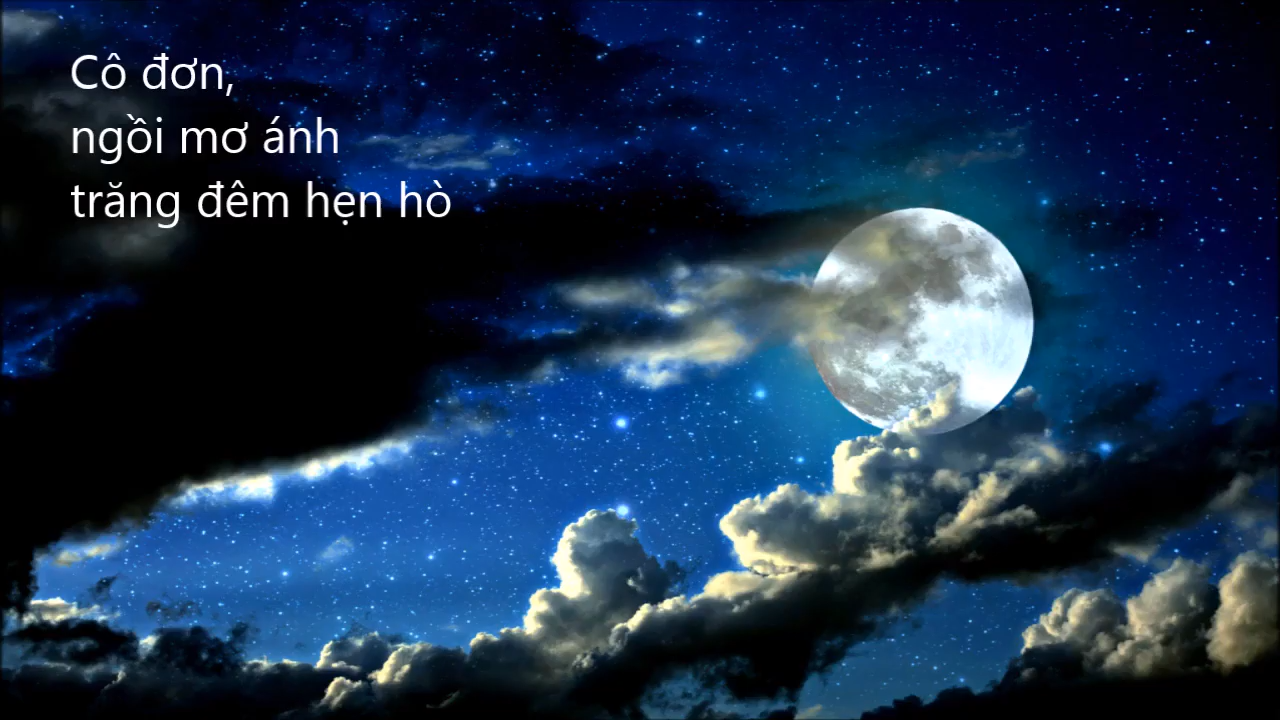 Cô đơn,
ngồi mơ ánh
trăng đêm hẹn hò